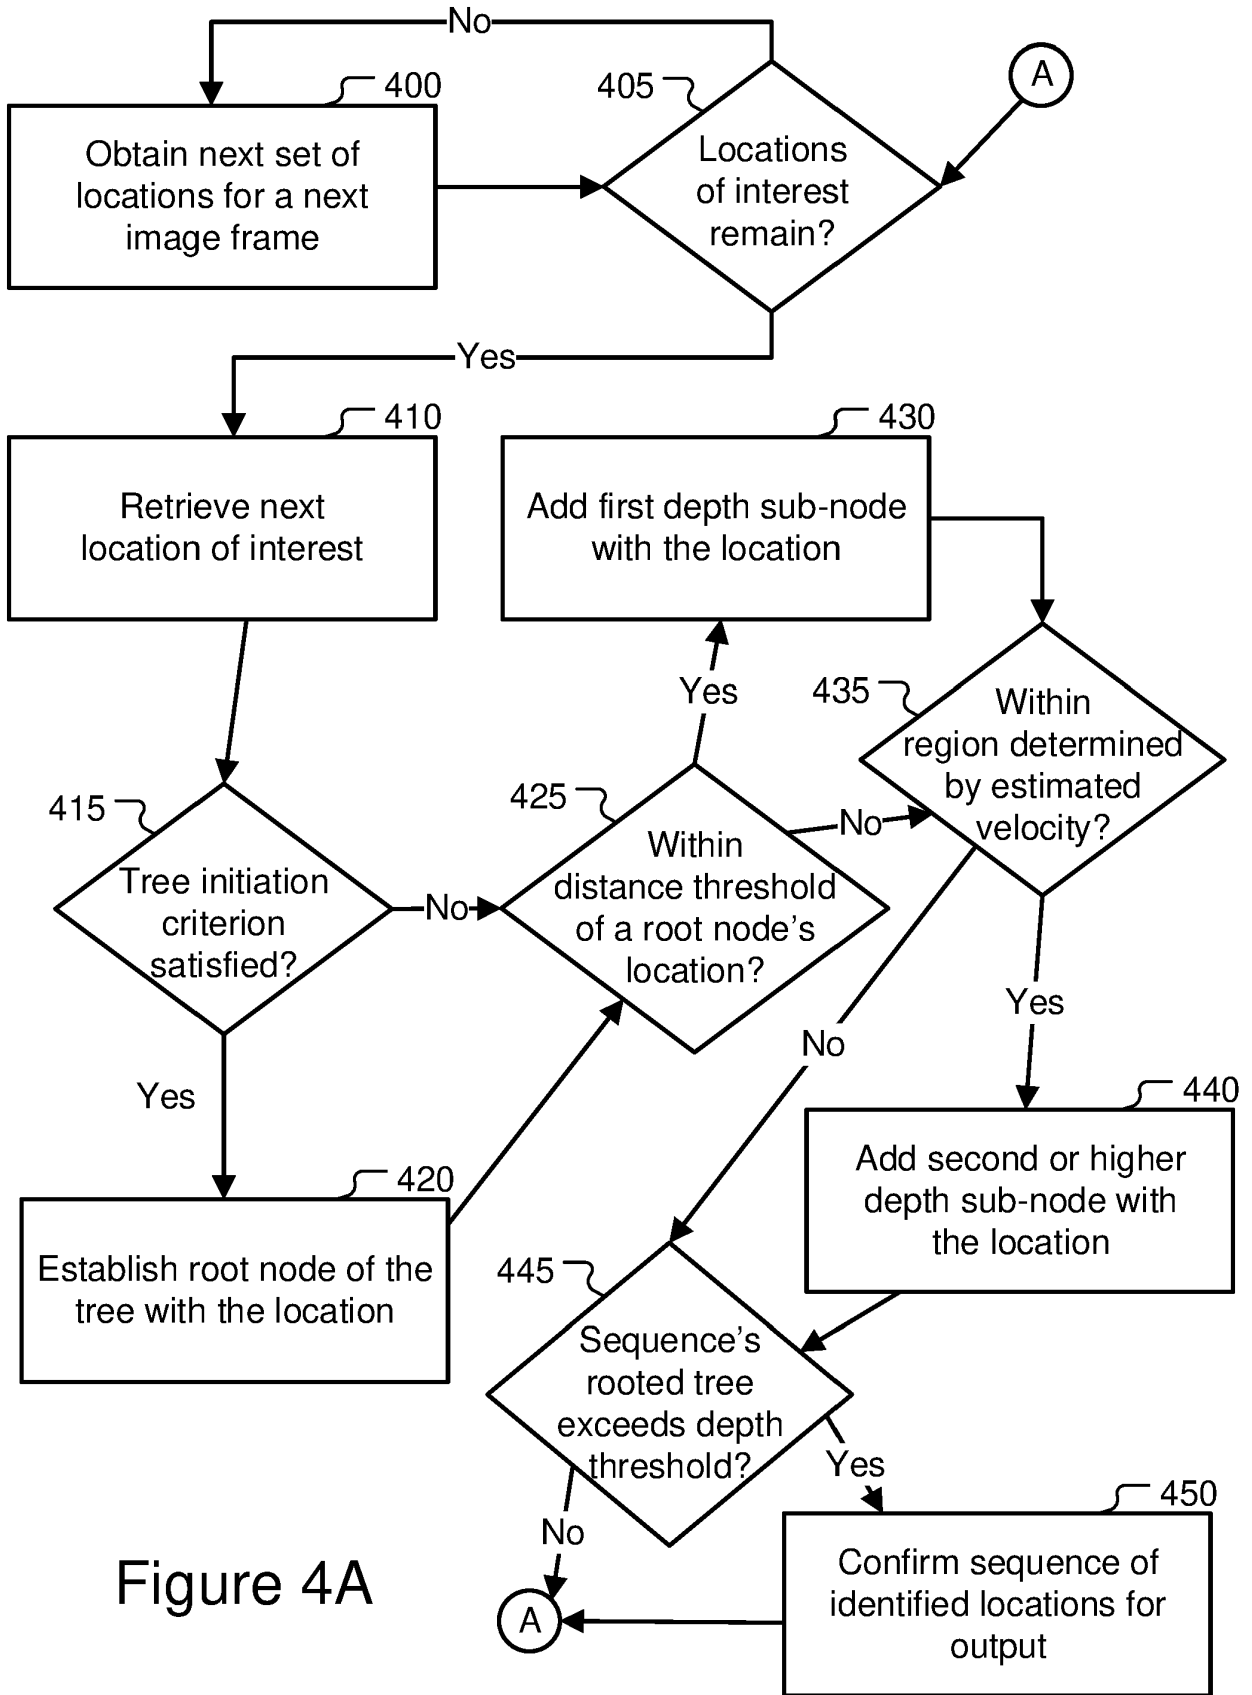 No
400
405
A
Obtain next set of
locations for a next
image frame
Locations
of interest
remain?
Yes
410
430
Retrieve next
location of interest
Add first depth sub-node
with the location
Yes
435
Within
region determined
by estimated
velocity?
415
425
Tree initiation
criterion
satisfied?
No
Within
distance threshold
of a root node's
location?
No
Yes
No
Yes
420
440
Establish root node of the
tree with the location
Add second or higher
depth sub-node with
the location
445
Sequence's
rooted tree
exceeds depth
threshold?
Yes
No
450
Confirm sequence of
identified locations for
output
A
Figure 4A